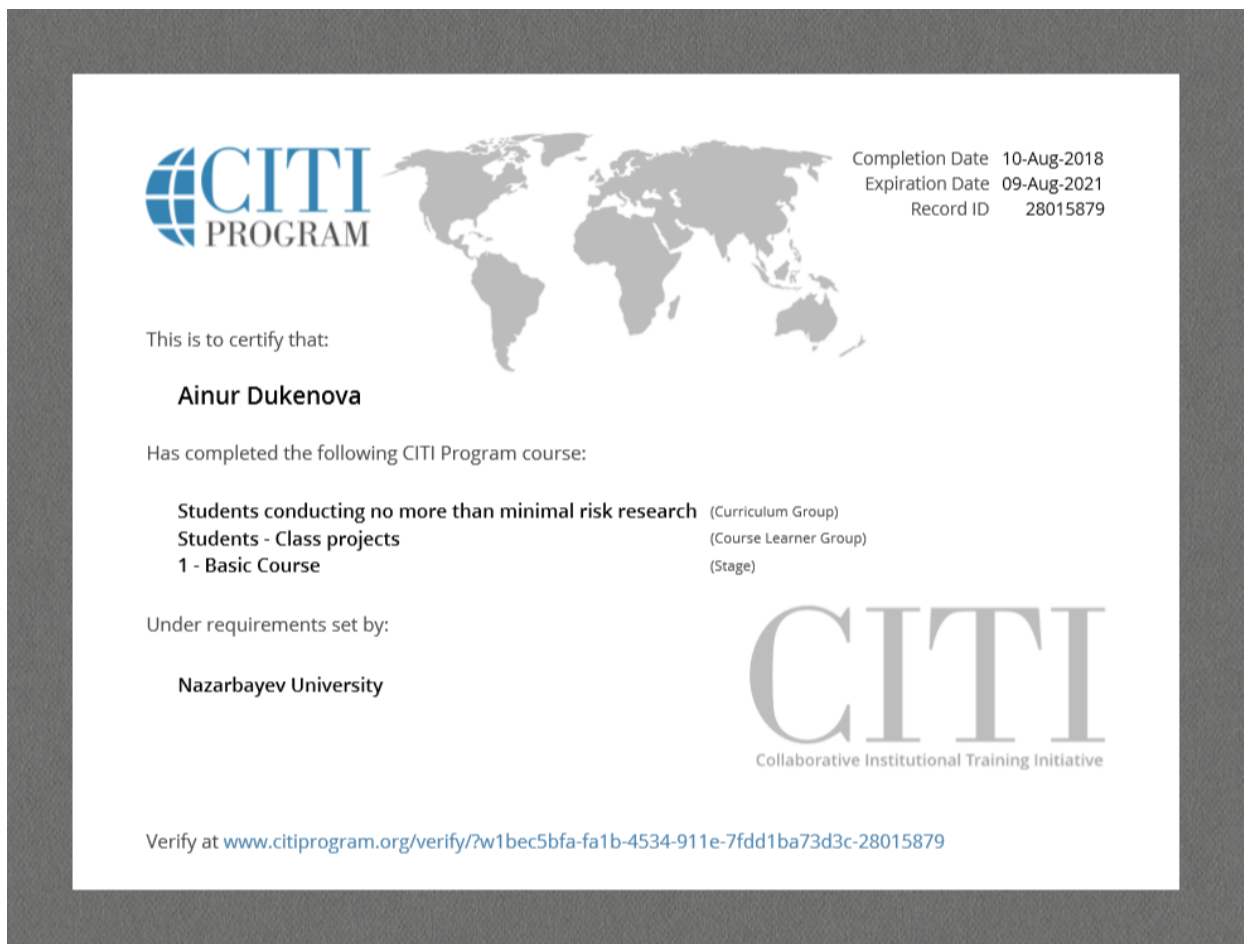 CITI
PROGRAM
Completion Date 10-Aug-2018
Expiration Date 09-Aug-2021
Record ID 28015879
This is to certify that:
Ainur Dukenova
Has completed the following CITI Program course:
Students conducting no more than minimal risk research (Curriculum Group)
Students - Class projects (Course Learner Group)
1 - Basic Course (Stage)
Under requirements set by:
Nazarbayev University
CITI
Collaborative Institutional Training Initiative
Verify at www.citiprogram.org/verify/?w1bec5bfa-fa1b-4534-911e-7fdd1ba73d3c-28015879